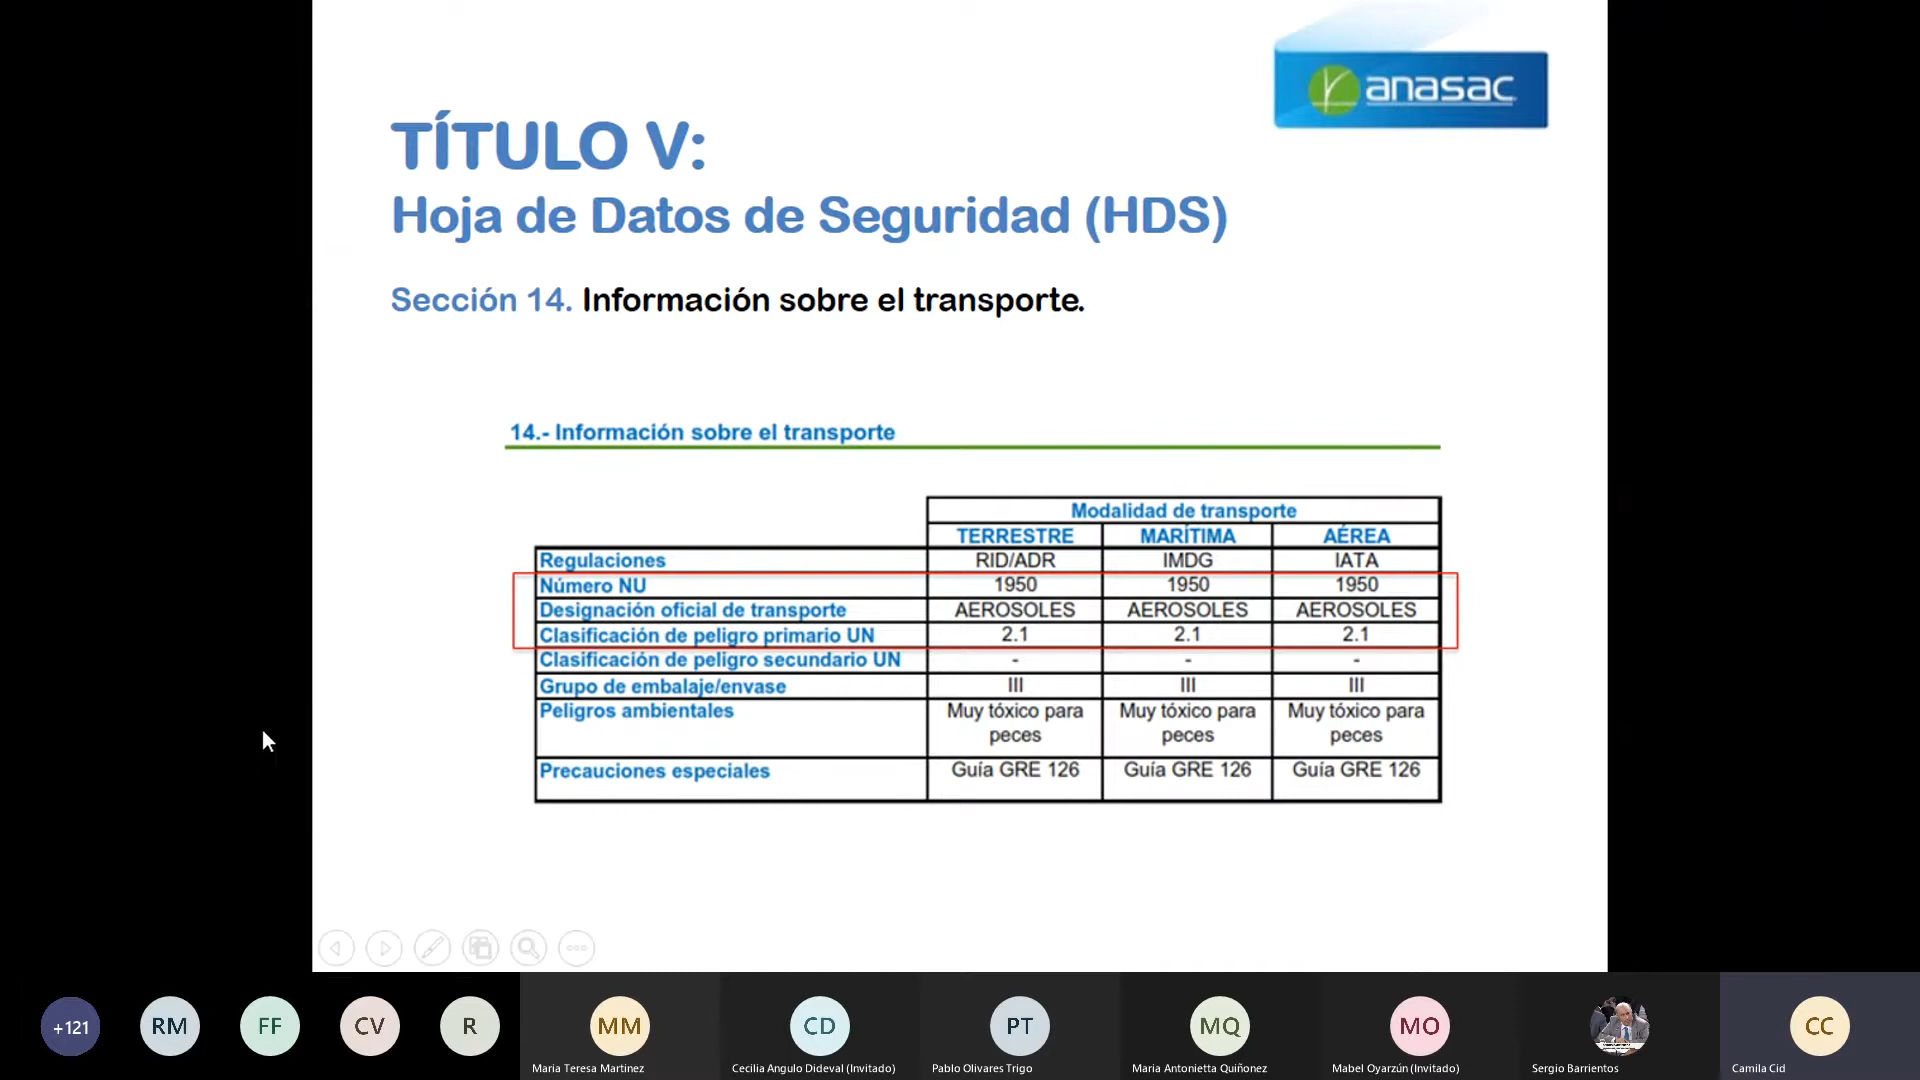 anasac
TÍTULO V:
Hoja de Datos de Seguridad (HDS)
Sección 14. Información sobre el transporte.
14.- Información sobre el transporte
Modalidad de transporte
TERRESTRE MARÍTIMA AÉREA
Regulaciones RID/ADR IMDG IATA
Número NU 1950 1950 1950
Designación oficial de transporte AEROSOLES AEROSOLES AEROSOLES
Clasificación de peligro primario UN 2.1 2.1 2.1
Clasificación de peligro secundario UN - - -
Grupo de embalaje/envase III III III
Peligros ambientales Muy tóxico para Muy tóxico para Muy tóxico para
peces peces peces
Precauciones especiales Guía GRE 126 Guía GRE 126 Guía GRE 126
+121 RM FF CV R MM CD PT MQ MO CC
Maria Teresa Martinez Cecilia Angulo Dideval (Invitado) Pablo Olivares Trigo Maria Antonietta Quiñonez Mabel Oyarzún (Invitado) Sergio Barrientos Camila Cid